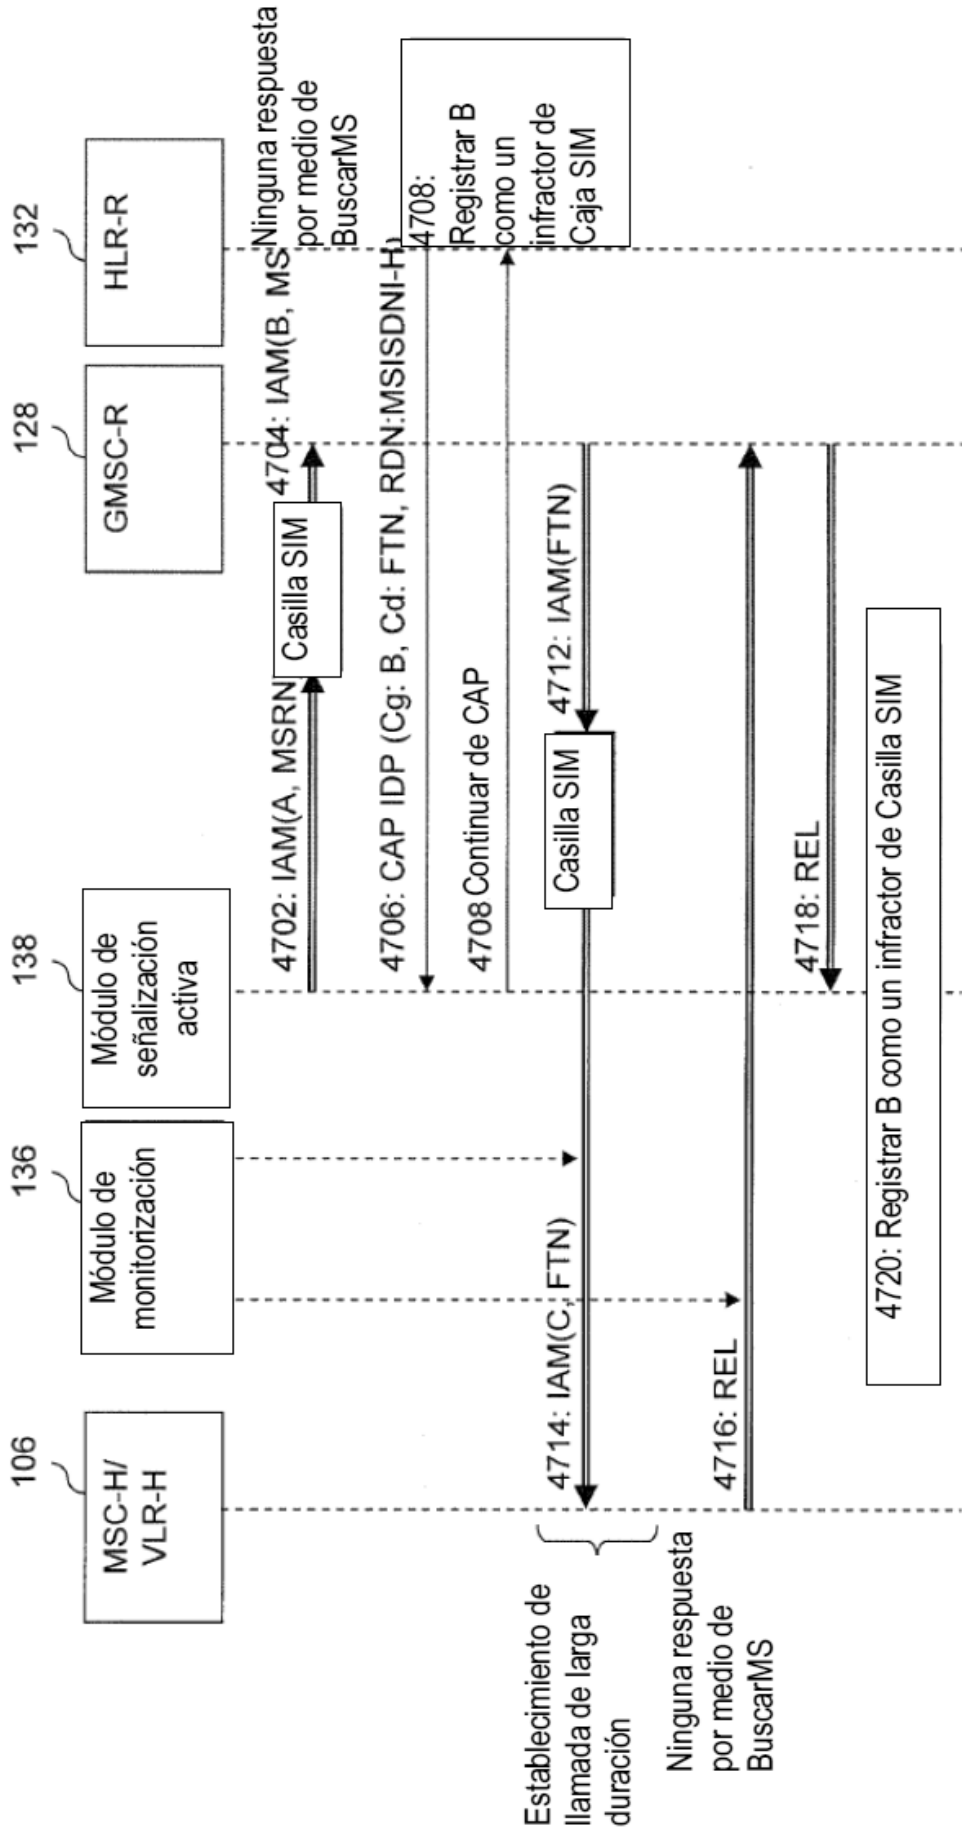 106
136
138
128
132
MSC-H/
VLR-H
Módulo de
monitorización
Módulo de
señalización
activa
GMSC-R
HLR-R
4702: IAM(A, MSRN
Casilla SIM
4704: IAM(B, MS
Ninguna respuesta
por medio de
BuscarMS
4706: CAP IDP (Cg: B, Cd: FTN, RDN:MSISDNI-H)
4708:
Registrar B
como un
infractor de
Caja SIM
4708 Continuar de CAP
Establecimiento de
llamada de larga
duración
4714: IAM(C, FTN)
Casilla SIM
4712: IAM(FTN)
Ninguna respuesta
por medio de
BuscarMS
4716: REL
4718: REL
4720: Registrar B como un infractor de Casilla SIM